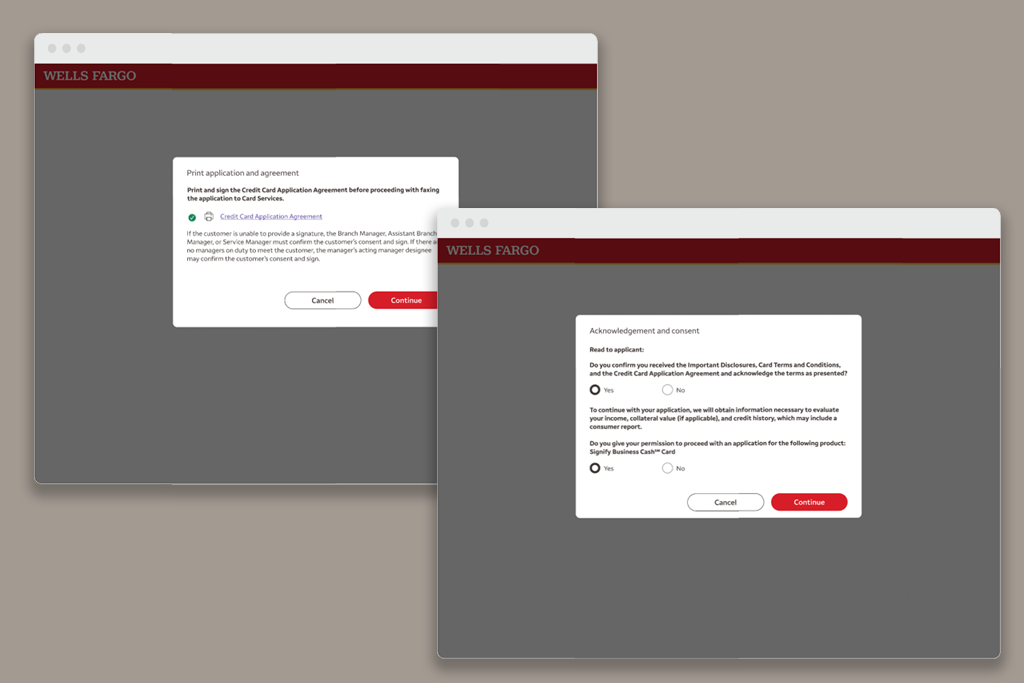 WELLS FARGO
Print application and agreement
Print and sign the Credit Card Application Agreement before proceeding with faxing
the application to Card Services.
Credit Card Application Agreement
If the customer is unable to provide a signature, the Branch Manager, Assistant Branch
Manager, or Service Manager must confirm the customer's consent and sign. If there a
no managers on duty to meet the customer, the manager's acting manager designee
may confirm the customer's consent and sign.
Cancel
Continue
WELLS FARGO
Acknowledgement and consent
Read to applicant:
Do you confirm you received the Important Disclosures, Card Terms and Conditions,
and the Credit Card Application Agreement and acknowledge the terms as presented?
Yes No
To continue with your application, we will obtain information necessary to evaluate
your income, collateral value (if applicable), and credit history, which may include a
consumer report.
Do you give your permission to proceed with an application for the following product:
Signify Business Cash℠ Card
Yes No
Cancel Continue